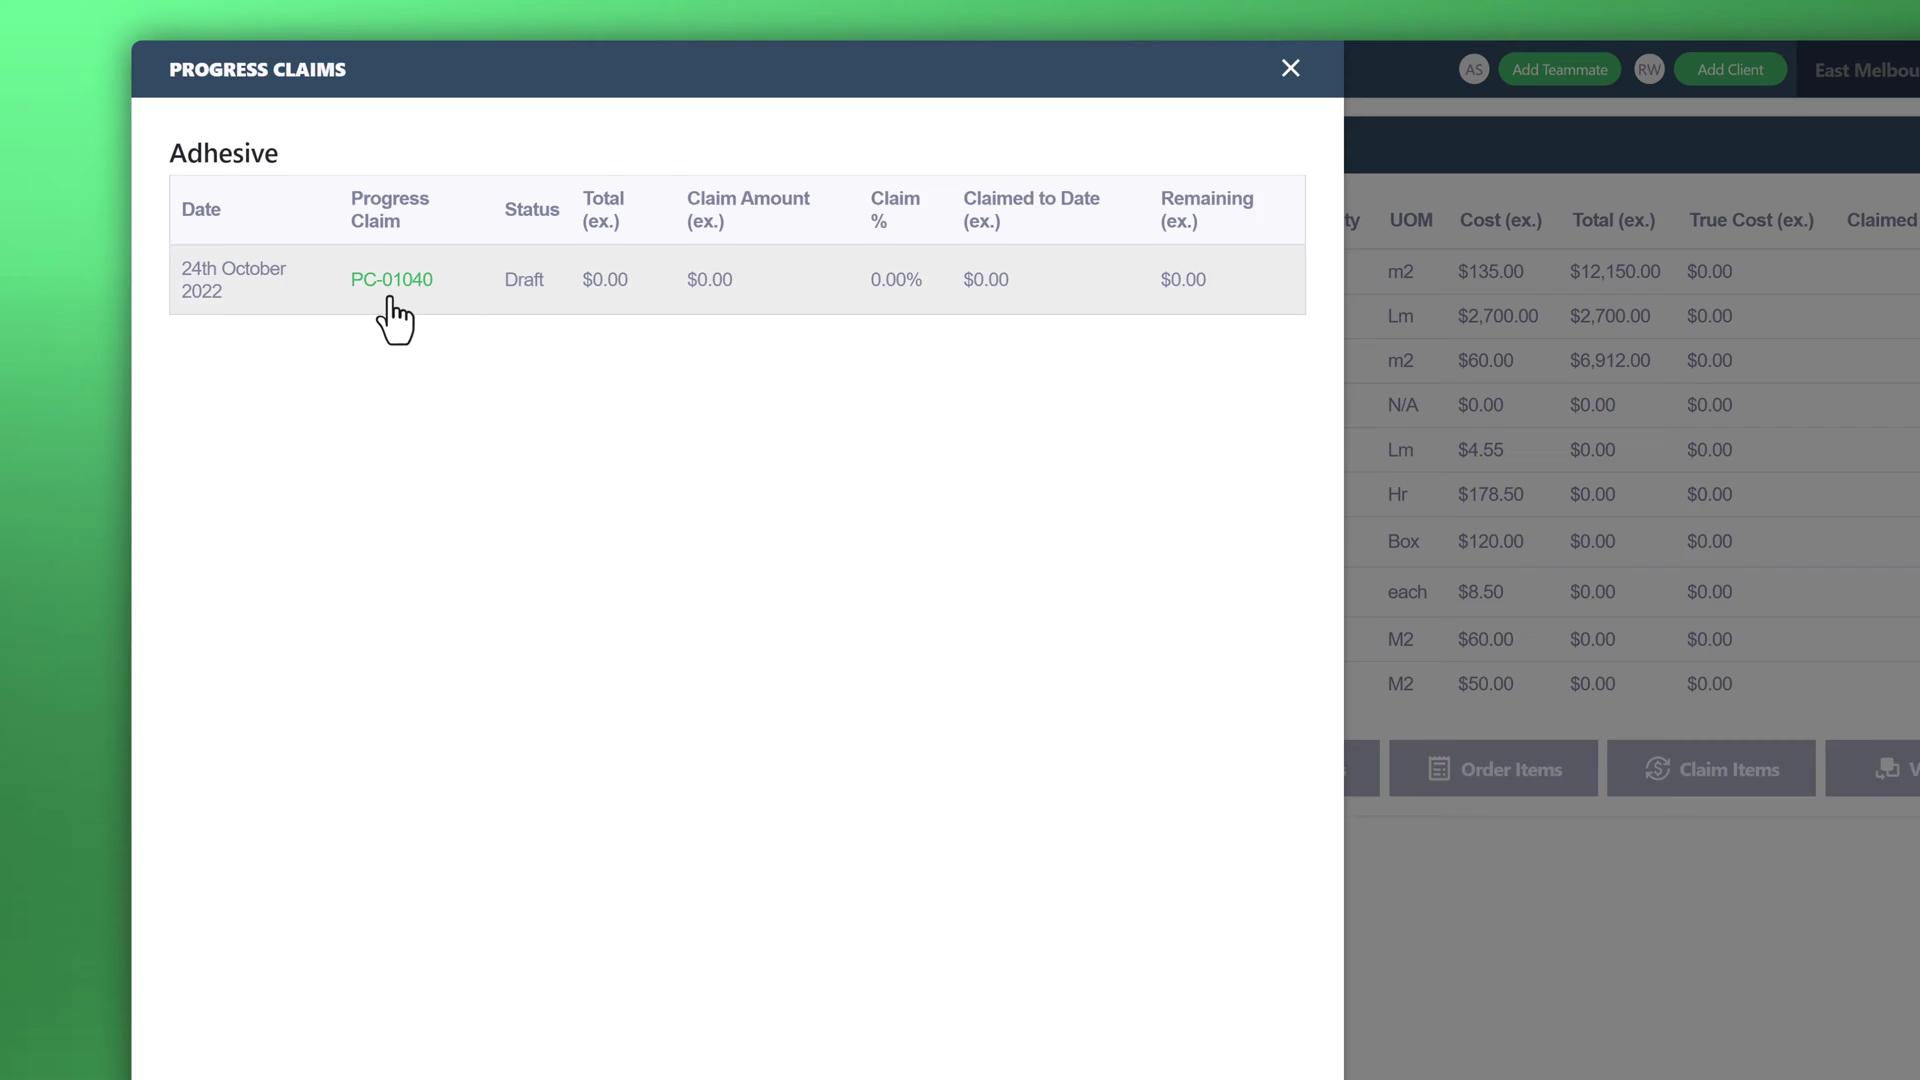 PROGRESS CLAIMS
AS Add Teammate RW Add Client East Melbou
Adhesive
Date Progress Claim Status Total (ex.) Claim Amount (ex.) Claim % Claimed to Date (ex.) Remaining (ex.)
24th October 2022 PC-01040 Draft $0.00 $0.00 0.00% $0.00 $0.00
ty UOM Cost (ex.) Total (ex.) True Cost (ex.) Claimed
m2 $135.00 $12,150.00 $0.00
Lm $2,700.00 $2,700.00 $0.00
m2 $60.00 $6,912.00 $0.00
N/A $0.00 $0.00 $0.00
Lm $4.55 $0.00 $0.00
Hr $178.50 $0.00 $0.00
Box $120.00 $0.00 $0.00
each $8.50 $0.00 $0.00
M2 $60.00 $0.00 $0.00
M2 $50.00 $0.00 $0.00
s Order Items Claim Items V